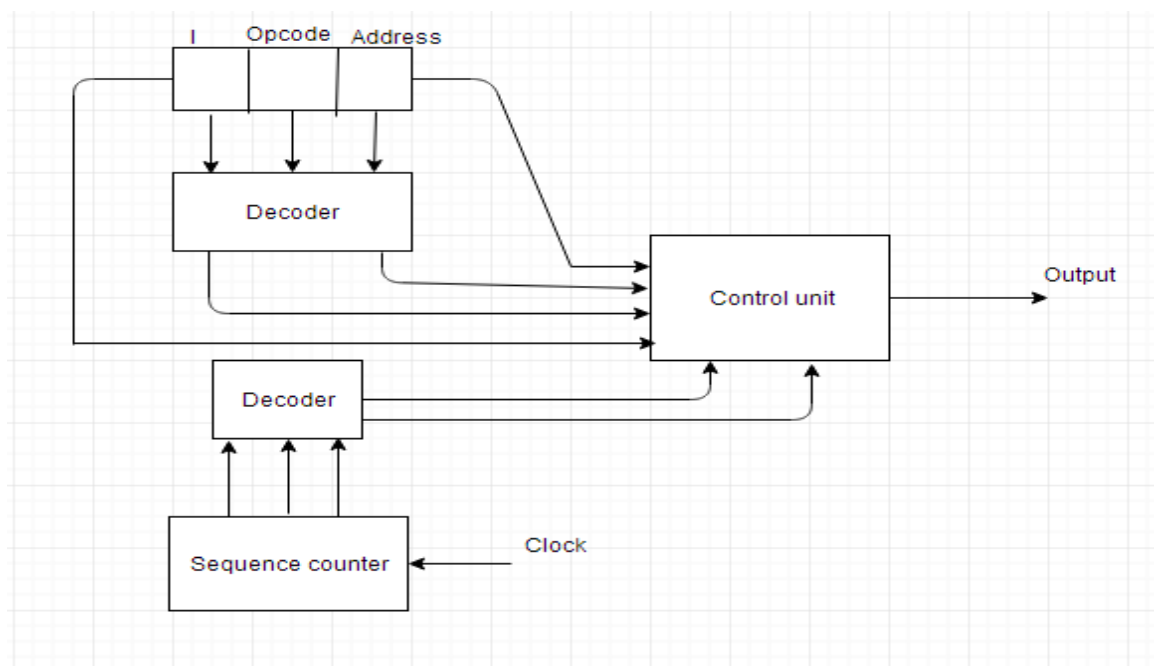 I Opcode Address
Decoder
Control unit
Output
Decoder
Sequence counter
Clock